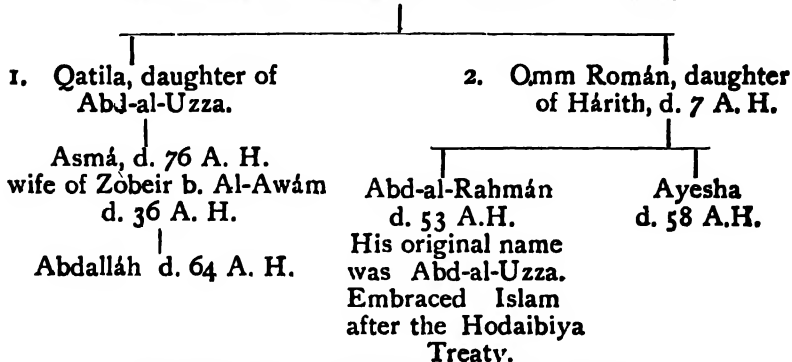 1. Qatila, daughter of
Abd-al-Uzza.
2. Omm Román, daughter
of Hárith, d. 7 A. H.
Asmá, d. 76 A. H.
wife of Zòbeir b. Al-Awám
d. 36 A. H.
Abdalláh d. 64 A. H.
Abd-al-Rahmán
d. 53 A.H.
His original name
was Abd-al-Uzza.
Embraced Islam
after the Hodaibiya
Treaty.
Ayesha
d. 58 A.H.